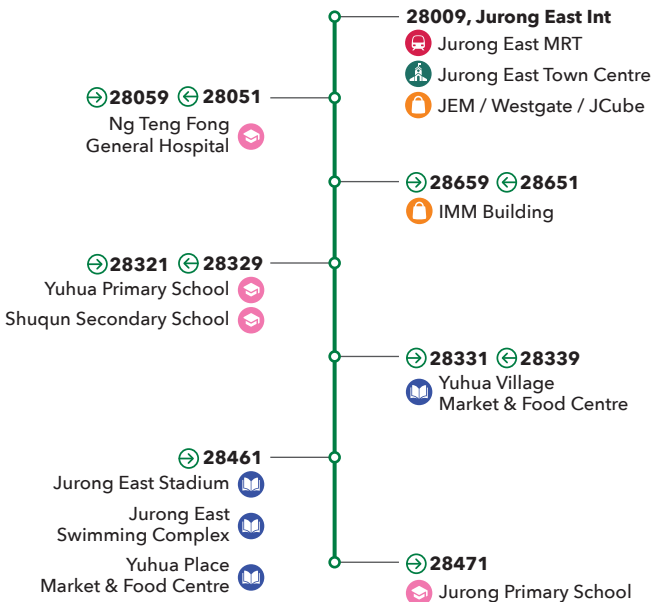 28009, Jurong East Int
Jurong East MRT
Jurong East Town Centre
JEM / Westgate / JCube
28059 28051
Ng Teng Fong
General Hospital
28659 28651
IMM Building
28321 28329
Yuhua Primary School
Shuqun Secondary School
28331 28339
Yuhua Village
Market & Food Centre
28461
Jurong East Stadium
Jurong East
Swimming Complex
Yuhua Place
Market & Food Centre
28471
Jurong Primary School